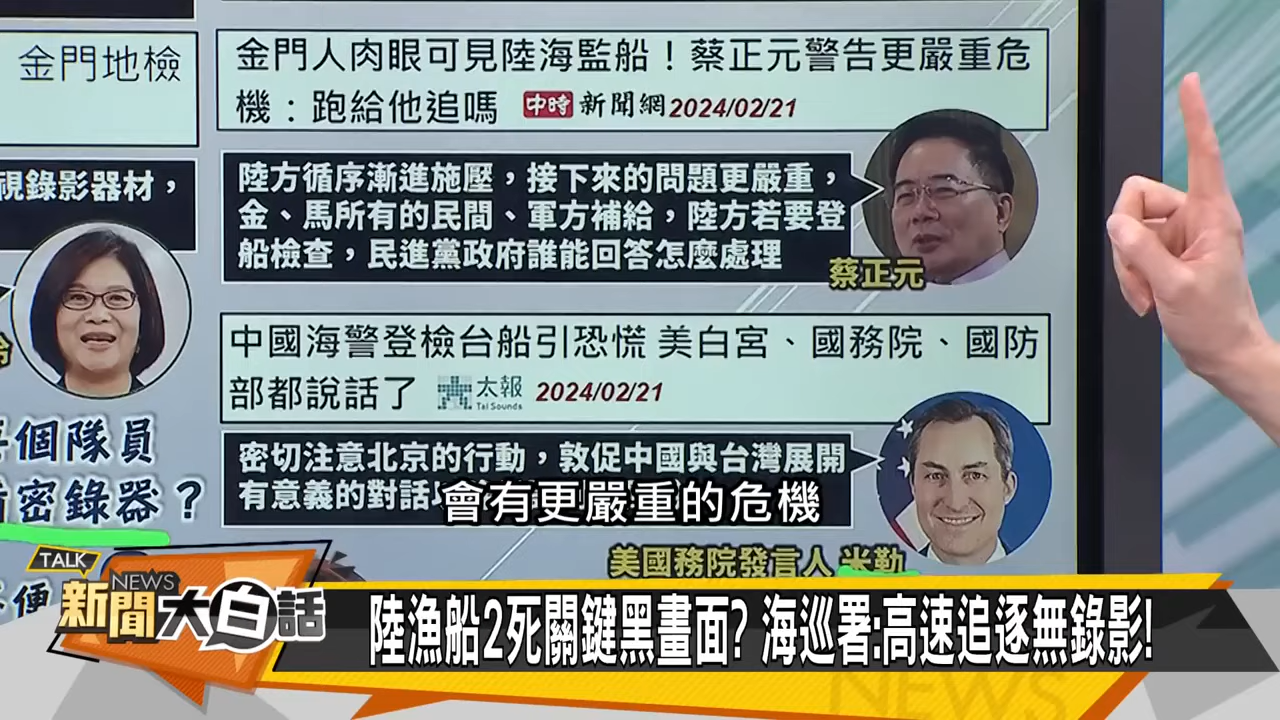 金門地檢
視錄影器材，
再個隊員
密錄器？
便
金門人肉眼可見陸海監船！蔡正元警告更嚴重危
機：跑給他追嗎 中時 新聞網 2024/02/21
陸方循序漸進施壓，接下來的問題更嚴重，
金、馬所有的民間、軍方補給，陸方若要登
船檢查，民進黨政府誰能回答怎麼處理
蔡正元
中國海警登檢台船引恐慌 美白宮、國務院、國防
部都說話了 太報 Tai Sounds 2024/02/21
密切注意北京的行動，敦促中國與台灣展開
有意義的對話
會有更嚴重的危機
美國務院發言人 米勒
TALK
NEWS
新聞大白話
陸漁船2死關鍵黑畫面? 海巡署:高速追逐無錄影!
NEWS